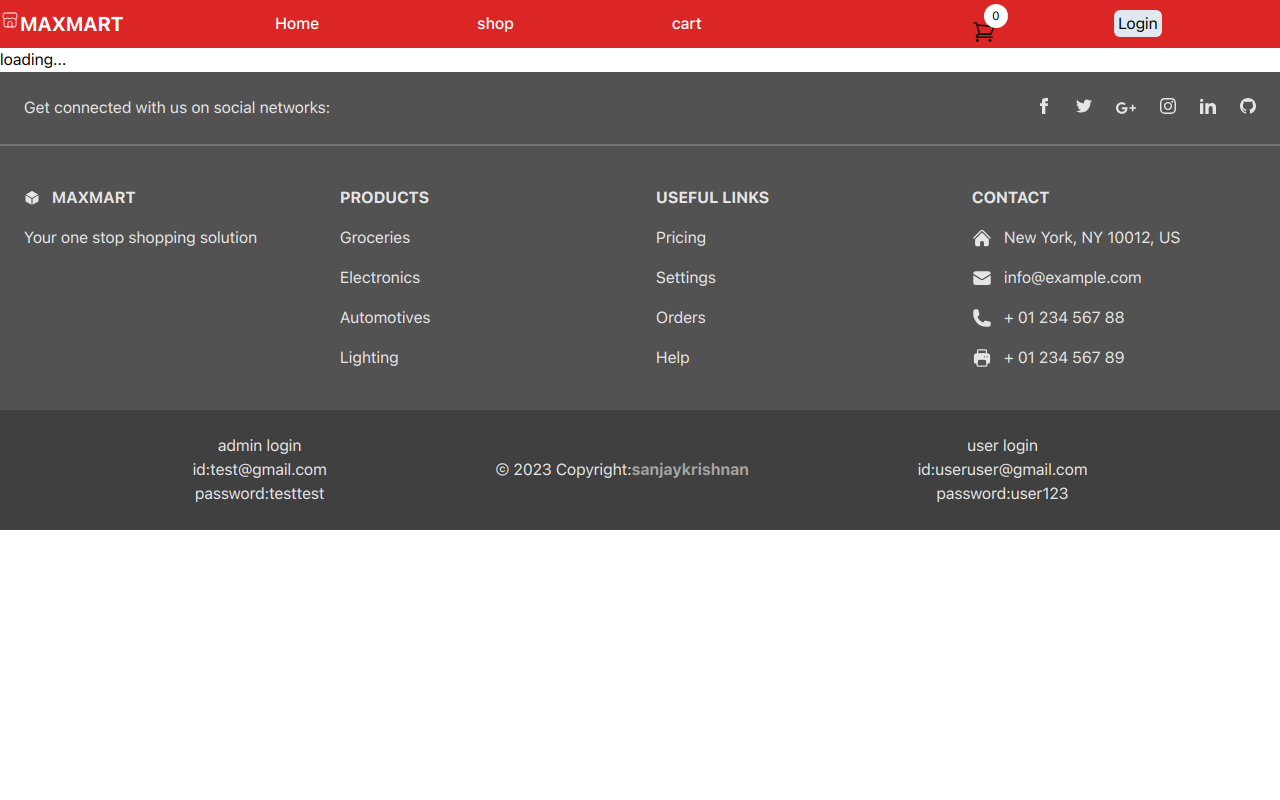 MAXMART
Home
shop
cart
0
Login
loading...
Get connected with us on social networks:
MAXMART
Your one stop shopping solution
PRODUCTS
Groceries
Electronics
Automotives
Lighting
USEFUL LINKS
Pricing
Settings
Orders
Help
CONTACT
New York, NY 10012, US
info@example.com
+ 01 234 567 88
+ 01 234 567 89
admin login
id:test@gmail.com
password:testtest
© 2023 Copyright:sanjaykrishnan
user login
id:useruser@gmail.com
password:user123